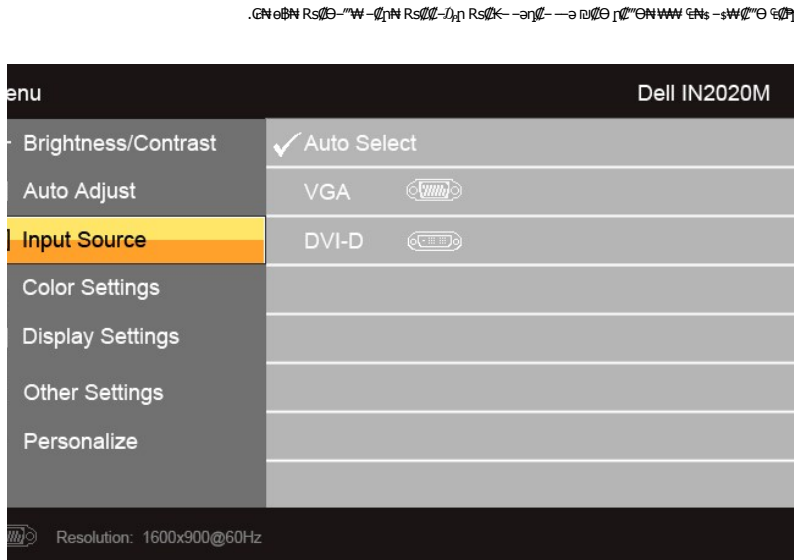 enu
Dell IN2020M
Brightness/Contrast
Auto Select
Auto Adjust
VGA
Input Source
DVI-D
Color Settings
Display Settings
Other Settings
Personalize
Resolution: 1600x900@60Hz